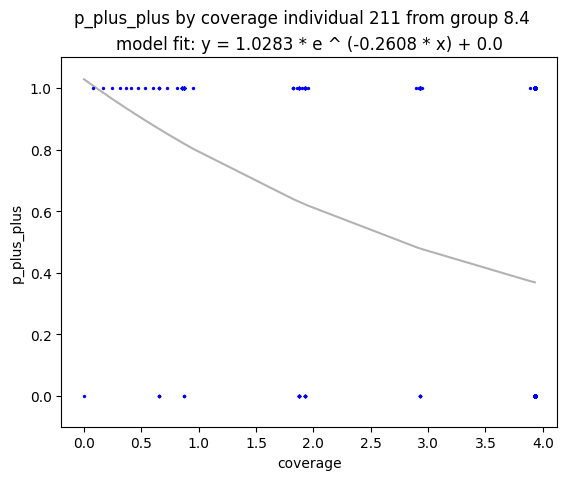 p_plus_plus by coverage individual 211 from group 8.4
model fit: y = 1.0283 * e ^ (-0.2608 * x) + 0.0
1.0
0.8
0.6
0.4
0.2
0.0
p_plus_plus
0.0 0.5 1.0 1.5 2.0 2.5 3.0 3.5 4.0
coverage